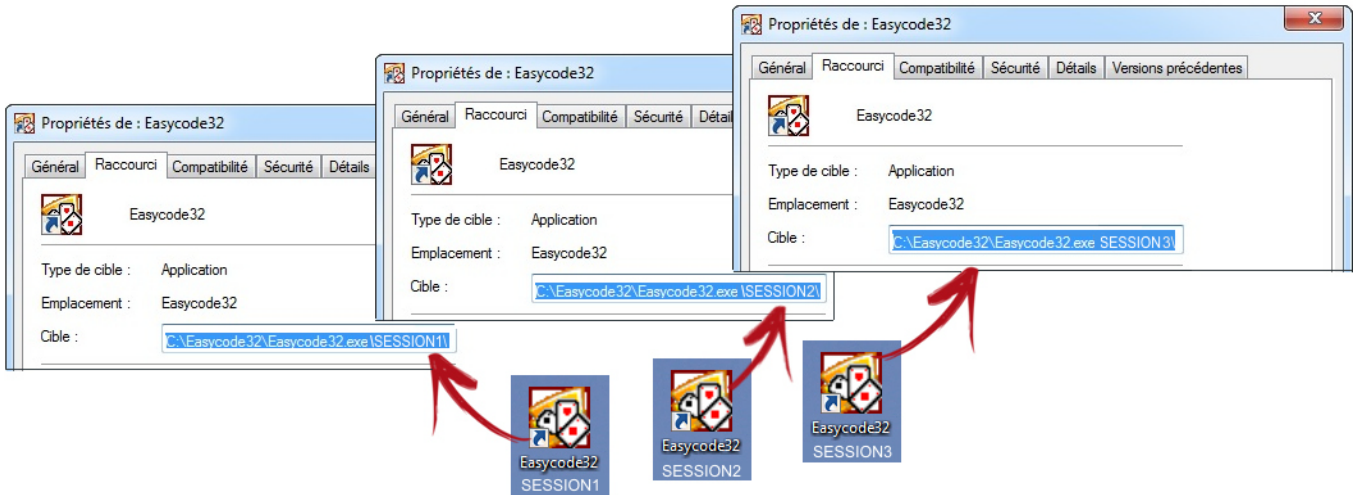 Propriétés de : Easycode32
Général Raccourci Compatibilité Sécurité Détails
Easycode32
Type de cible : Application
Emplacement : Easycode32
Cible : C:\Easycode32\Easycode32.exe \SESSION1\
Propriétés de : Easycode32
Général Raccourci Compatibilité Sécurité Détail
Easycode32
Type de cible : Application
Emplacement : Easycode32
Cible : C:\Easycode32\Easycode32.exe \SESSION2\
Propriétés de : Easycode32
Général Raccourci Compatibilité Sécurité Détails Versions précédentes
Easycode32
Type de cible : Application
Emplacement : Easycode32
Cible : C:\Easycode32\Easycode32.exe SESSION3\
Easycode32
SESSION1
Easycode32
SESSION2
Easycode32
SESSION3